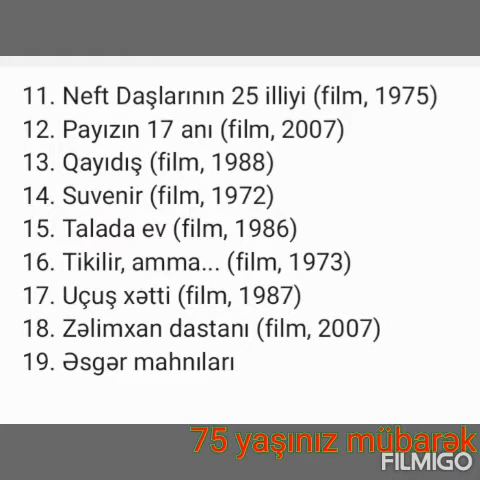 11. Neft Daşlarının 25 illiyi (film, 1975)
12. Payızın 17 anı (film, 2007)
13. Qayıdış (film, 1988)
14. Suvenir (film, 1972)
15. Talada ev (film, 1986)
16. Tikilir, amma... (film, 1973)
17. Uçuş xətti (film, 1987)
18. Zəlimxan dastanı (film, 2007)
19. Əsgər mahnıları
75 yaşınız mübarək
FILMIGO